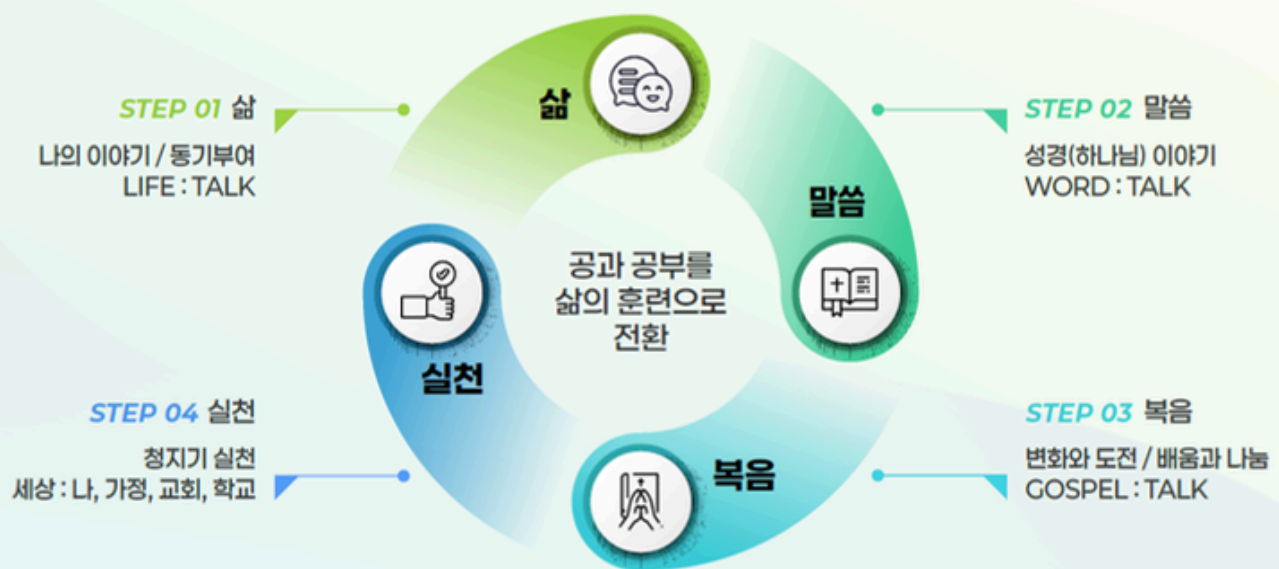 STEP 01 삶
나의 이야기 / 동기부여
LIFE : TALK
삶
STEP 02 말씀
성경(하나님) 이야기
WORD : TALK
말씀
공과 공부를
삶의 훈련으로
전환
실천
STEP 04 실천
청지기 실천
세상 : 나, 가정, 교회, 학교
복음
STEP 03 복음
변화와 도전 / 배움과 나눔
GOSPEL : TALK